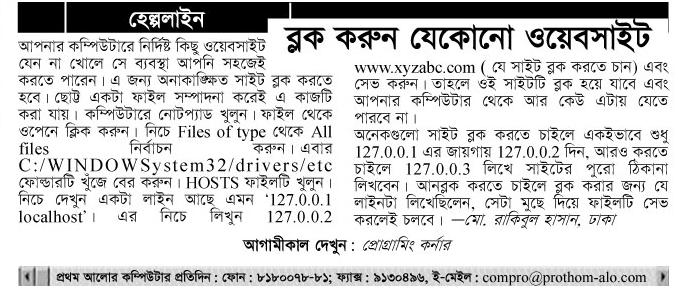 হেল্পলাইন
ব্লক করুন যেকোনো ওয়েবসাইট
আপনার কম্পিউটারে নির্দিষ্ট কিছু ওয়েবসাইট
যেন না খোলে সে ব্যবস্থা আপনি সহজেই
করতে পারেন। এ জন্য অনাকাঙ্ক্ষিত সাইট ব্লক করতে
হবে। ছোট্ট একটা ফাইল সম্পাদনা করেই এ কাজটি
করা যায়। কম্পিউটারে নোটপ্যাড খুলুন। ফাইল থেকে
ওপেনে ক্লিক করুন। নিচে Files of type থেকে All
files নির্বাচন করুন। এবার
C:/WINDOWSystem32/drivers/etc
ফোল্ডারটি খুঁজে বের করুন। HOSTS ফাইলটি খুলুন।
নিচে দেখুন একটা লাইন আছে এমন ‘127.0.0.1
localhost’। এর নিচে লিখুন 127.0.0.2
www.xyzabc.com ( যে সাইট ব্লক করতে চান) এবং
সেভ করুন। তাহলে ওই সাইটটি ব্লক হয়ে যাবে এবং
আপনার কম্পিউটার থেকে আর কেউ এটায় যেতে
পারবে না।
অনেকগুলো সাইট ব্লক করতে চাইলে একইভাবে শুধু
127.0.0.1 এর জায়গায় 127.0.0.2 দিন, আরও করতে
চাইলে 127.0.0.3 লিখে সাইটের পুরো ঠিকানা
লিখবেন। আনব্লক করতে চাইলে ব্লক করার জন্য যে
লাইনটা লিখেছিলেন, সেটা মুছে দিয়ে ফাইলটি সেভ
করলেই চলবে। —মো. রাকিবুল হাসান, ঢাকা
আগামীকাল দেখুন : প্রোগ্রামিং কর্নার
প্রথম আলোর কম্পিউটার প্রতিদিন : ফোন : ৮১৮০০৭৮-৮১; ফ্যাক্স : ৯১৩০৪৯৬, ই-মেইল : compro@prothom-alo.com